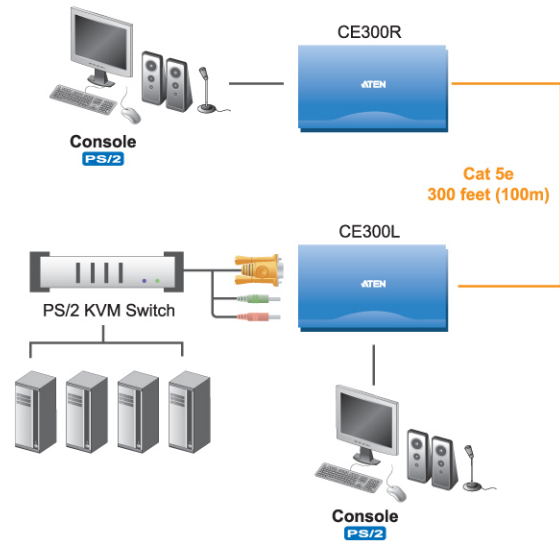 CE300R
ATEN
Console
PS/2
Cat 5e
300 feet (100m)
CE300L
ATEN
PS/2 KVM Switch
Console
PS/2